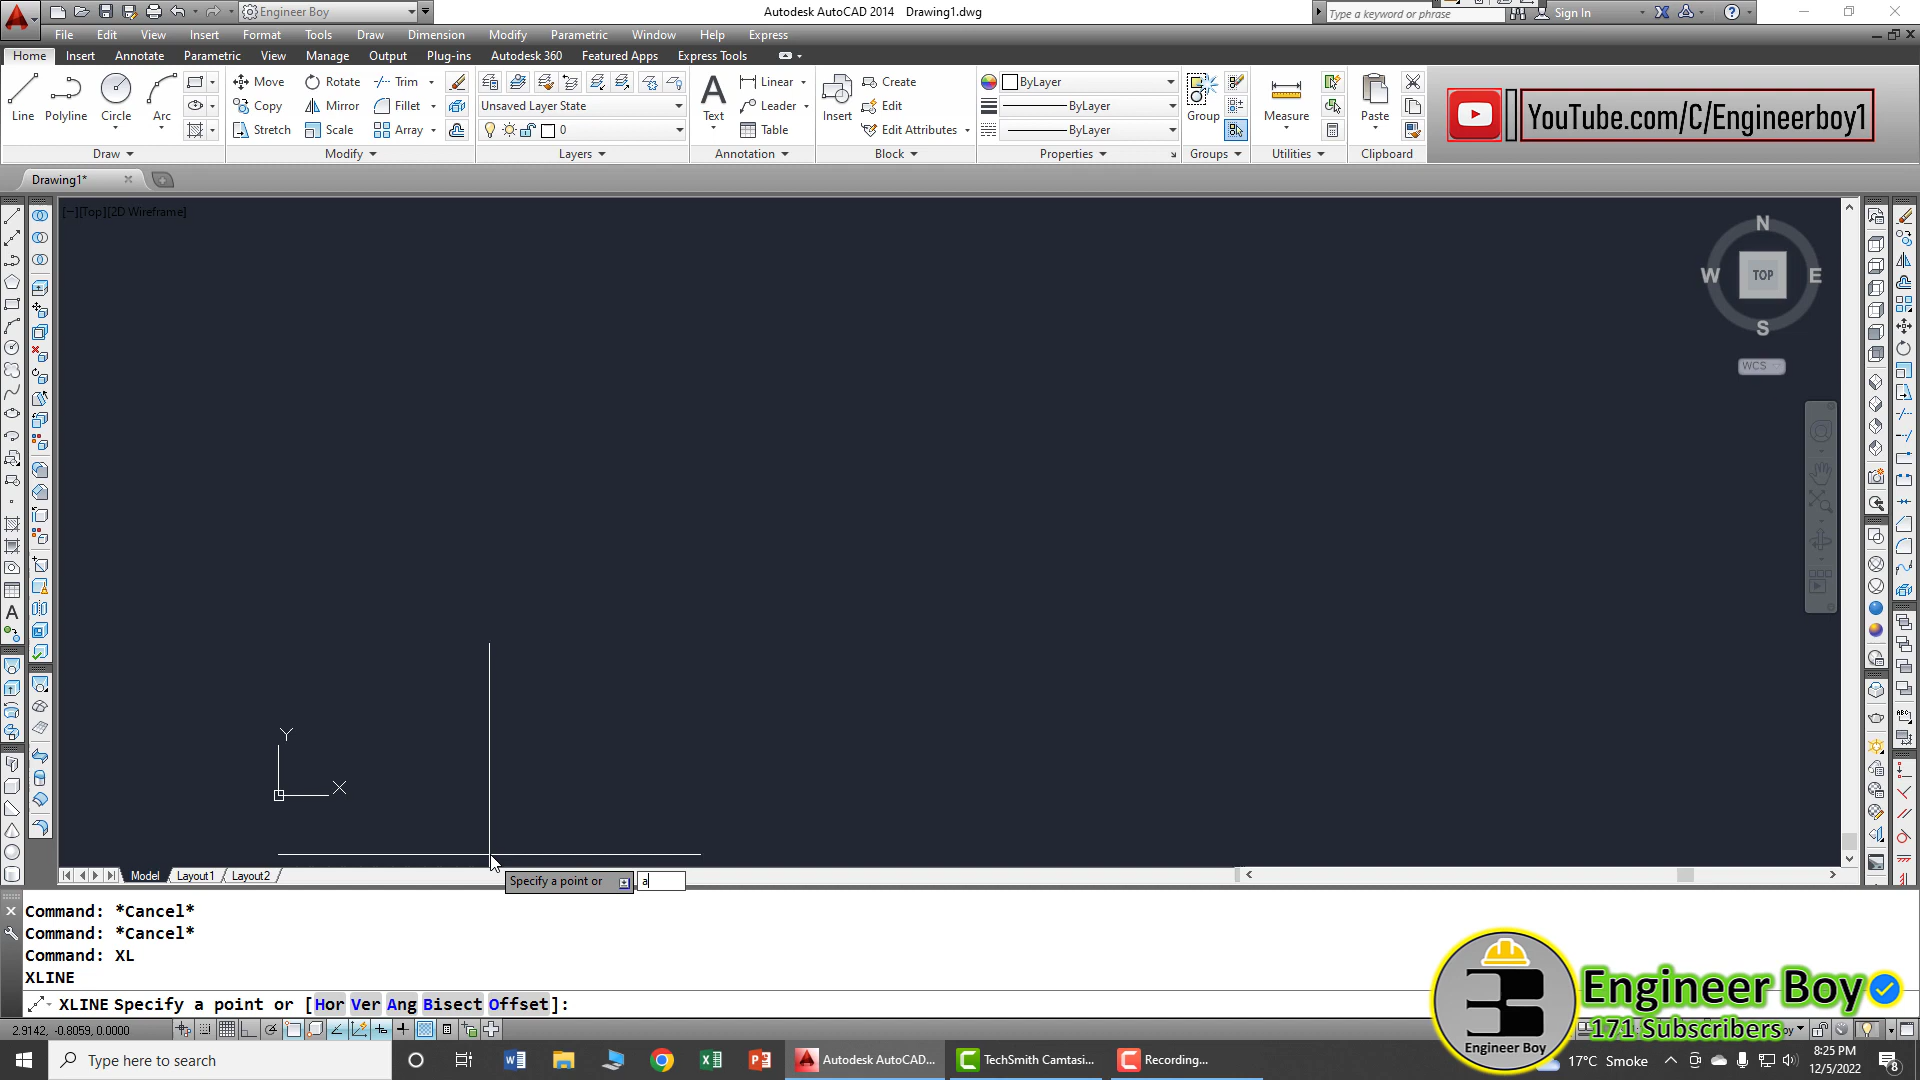 Engineer Boy
Autodesk AutoCAD 2014 Drawing1.dwg
Type a keyword or phrase
Sign In
File Edit View Insert Format Tools Draw Dimension Modify Parametric Window Help Express
Home Insert Annotate Parametric View Manage Output Plug-ins Autodesk 360 Featured Apps Express Tools
Move Rotate Trim Linear Create ByLayer
Copy Mirror Fillet Unsaved Layer State Leader Edit ByLayer
Line Polyline Circle Arc Text Insert Group Measure Paste
Stretch Scale Array 0 Table Edit Attributes ByLayer
YouTube.com/C/Engineerboy1
Draw Modify Layers Annotation Block Properties Groups Utilities Clipboard
Drawing1*
[−][Top][2D Wireframe]
N
W TOP E
S
WCS
Y
X
Model Layout1 Layout2
Specify a point or a
Command: *Cancel*
Command: *Cancel*
Command: XL
XLINE
XLINE Specify a point or [Hor Ver Ang Bisect Offset]:
2.9142, -0.8059, 0.0000
Engineer Boy
171 Subscribers
Engineer Boy
Type here to search
Autodesk AutoCAD...
TechSmith Camtasi...
Recording...
17°C Smoke
8:25 PM
12/5/2022
8